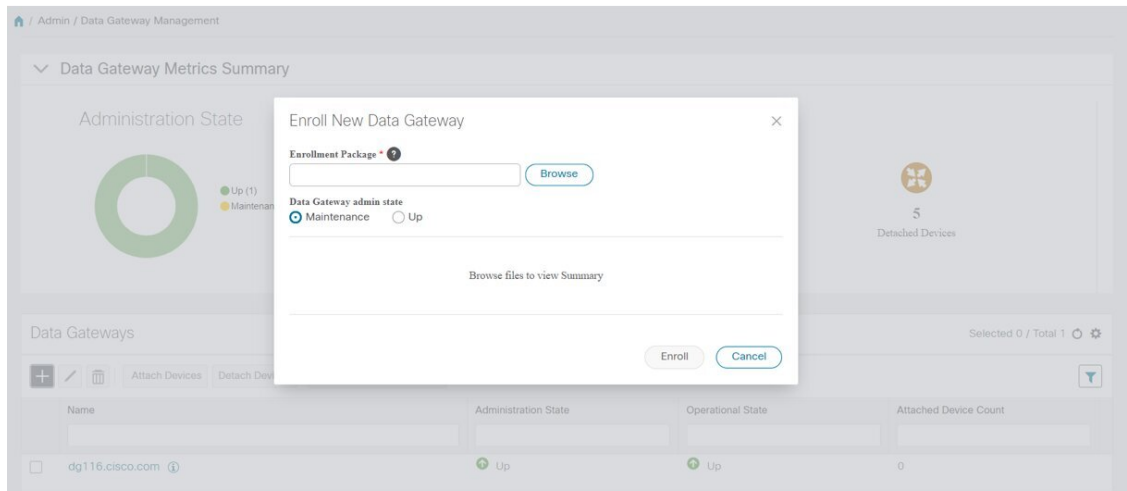 / Admin / Data Gateway Management
Data Gateway Metrics Summary
Administration State
Up (1)
Maintenan
5
Detached Devices
Enroll New Data Gateway
Enrollment Package * ?
Browse
Data Gateway admin state
Maintenance Up
Browse files to view Summary
Enroll Cancel
Data Gateways
Selected 0 / Total 1
Attach Devices Detach Devi
Name Administration State Operational State Attached Device Count
dg116.cisco.com Up Up 0